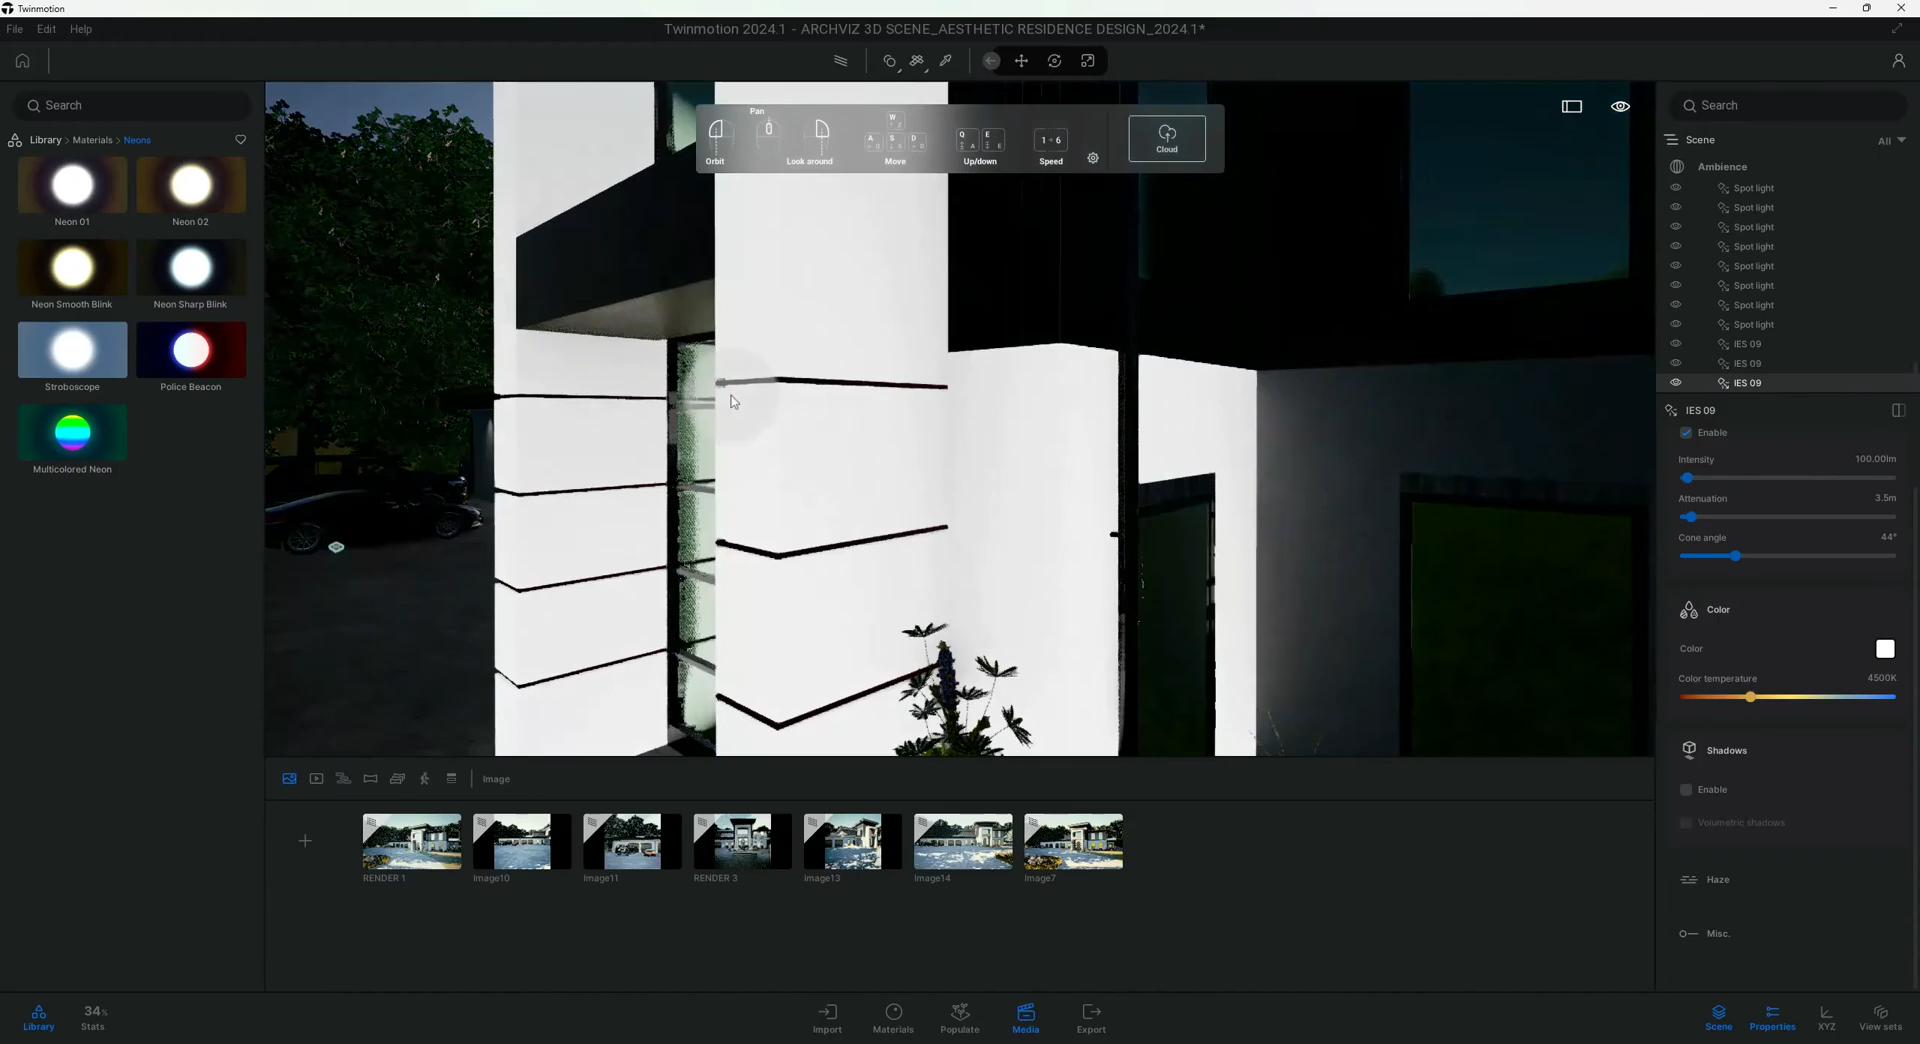 Twinmotion
File Edit Help
Twinmotion 2024.1 - ARCHVIZ 3D SCENE_AESTHETIC RESIDENCE DESIGN_2024.1*
Search
Library > Materials > Neons
Neon 01
Neon 02
Neon Smooth Blink
Neon Sharp Blink
Stroboscope
Police Beacon
Multicolored Neon
Pan
Orbit
Look around
W
A S D
Move
Q E
Up/down
1 - 6
Speed
Cloud
Search
Scene
All
Ambience
Spot light
Spot light
Spot light
Spot light
Spot light
Spot light
Spot light
Spot light
IES 09
IES 09
IES 09
IES 09
Enable
Intensity 100.00lm
Attenuation 3.5m
Cone angle 44°
Color
Color
Color temperature 4500K
Shadows
Enable
Volumetric shadows
Haze
Misc.
Image
RENDER 1
Image10
Image11
RENDER 3
Image13
Image14
Image7
Library
34%
Stats
Import
Materials
Populate
Media
Export
Scene
Properties
XYZ
View sets